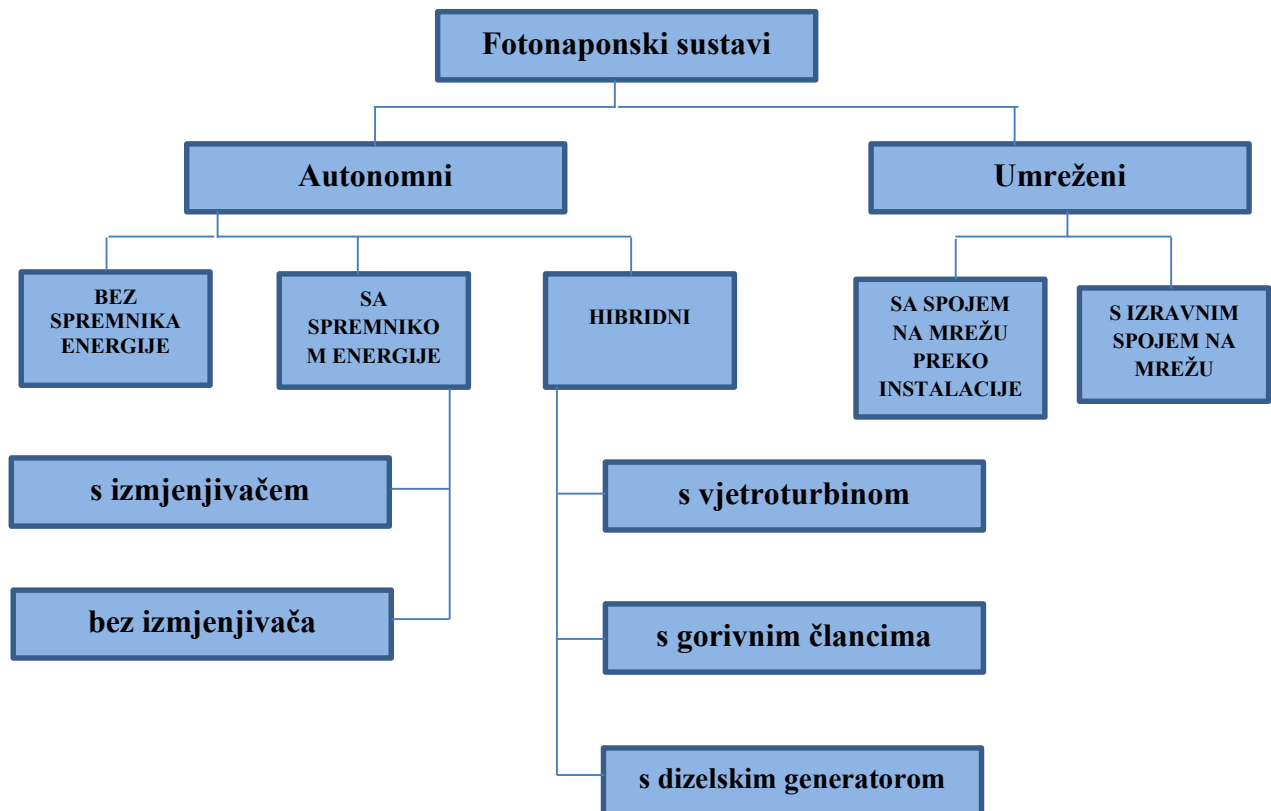 Fotonaponski sustavi
Autonomni
Umreženi
BEZ
SPREMNIKA
ENERGIJE
SA
SPREMNIKO
M ENERGIJE
HIBRIDNI
SA SPOJEM
NA MREŽU
PREKO
INSTALACIJE
S IZRAVNIM
SPOJEM NA
MREŽU
s izmjenjivačem
bez izmjenjivača
s vjetroturbinom
s gorivnim člancima
s dizelskim generatorom